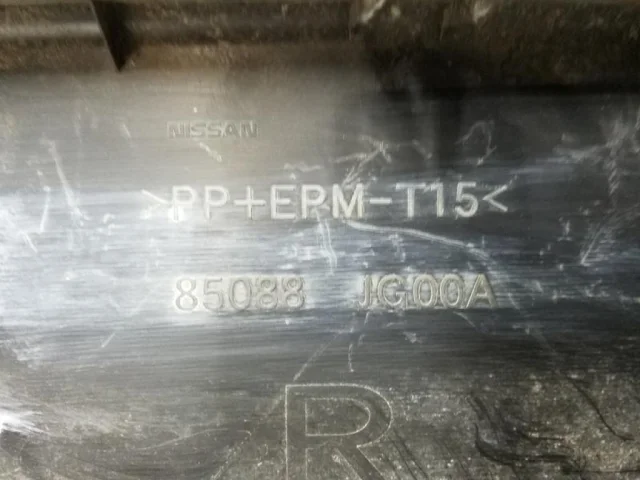 NISSAN
>PP+EPM-T15<
85088 JG00A
R